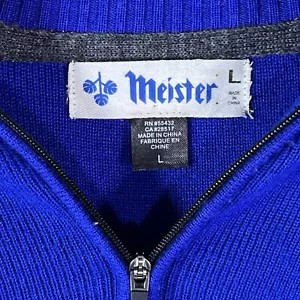 Meister
L
MADE IN CHINA
RN #55432
CA #28517
MADE IN CHINA
FABRIQUE EN
CHINE
L